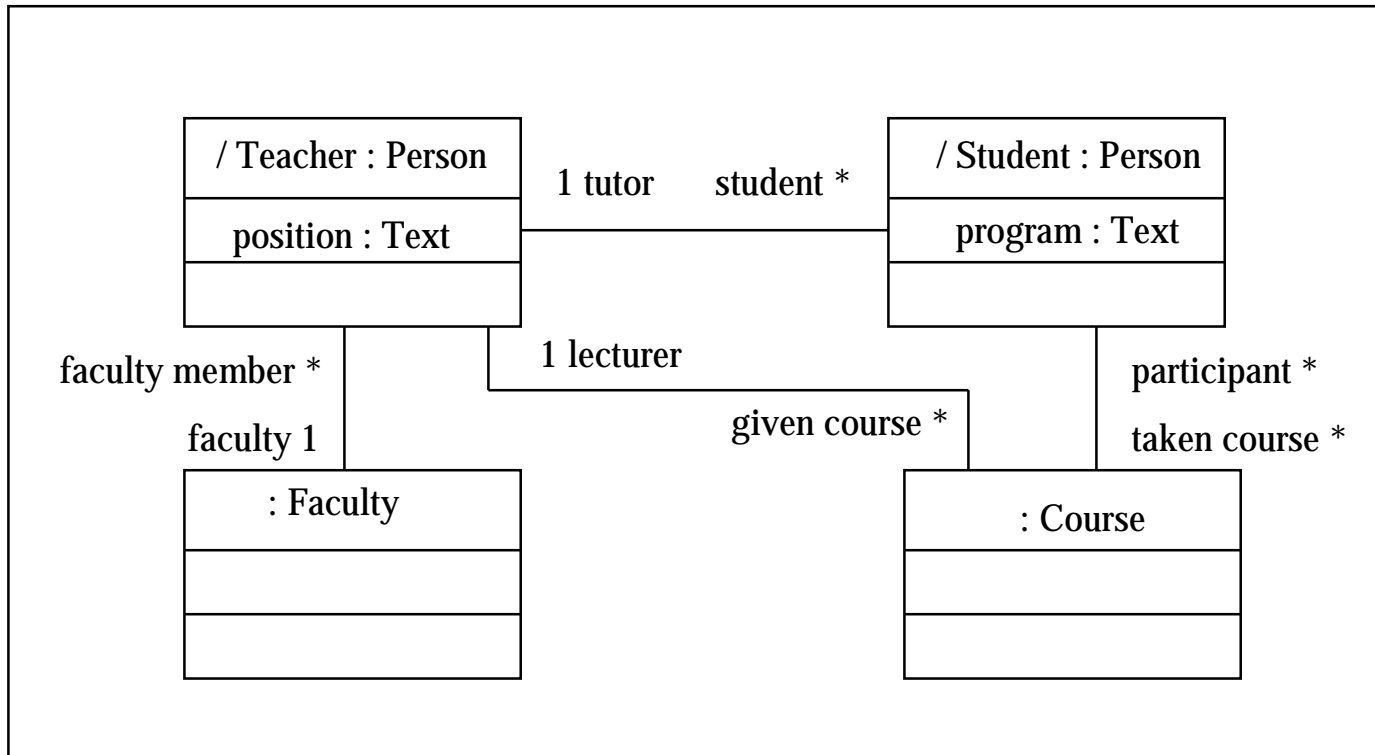 / Teacher : Person
position : Text
1 tutor
student *
/ Student : Person
program : Text
faculty member *
faculty 1
1 lecturer
given course *
participant *
taken course *
: Faculty
: Course